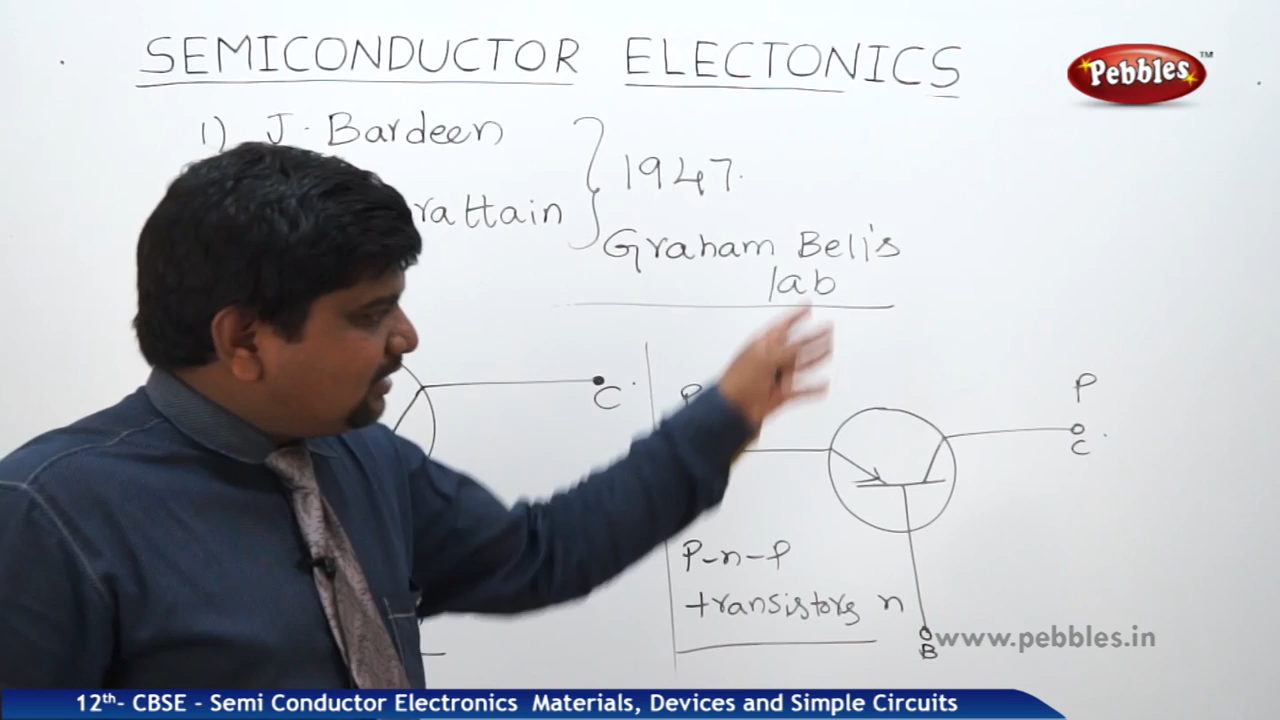 SEMICONDUCTOR ELECTONICS
Pebbles™
1) J. Bardeen
rattain
1947.
Graham Bell's
lab
C
P
P
C
P-n-P
transistors n
B
www.pebbles.in
12th- CBSE - Semi Conductor Electronics Materials, Devices and Simple Circuits